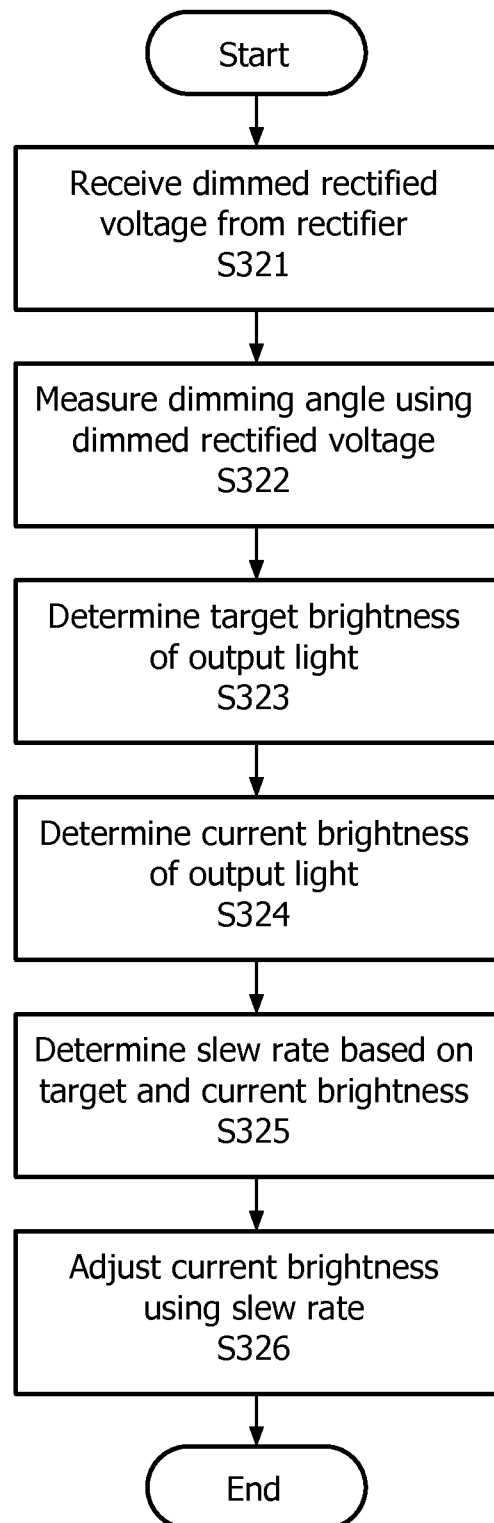 Start
Receive dimmed rectified
voltage from rectifier
S321
Measure dimming angle using
dimmed rectified voltage
S322
Determine target brightness
of output light
S323
Determine current brightness
of output light
S324
Determine slew rate based on
target and current brightness
S325
Adjust current brightness
using slew rate
S326
End